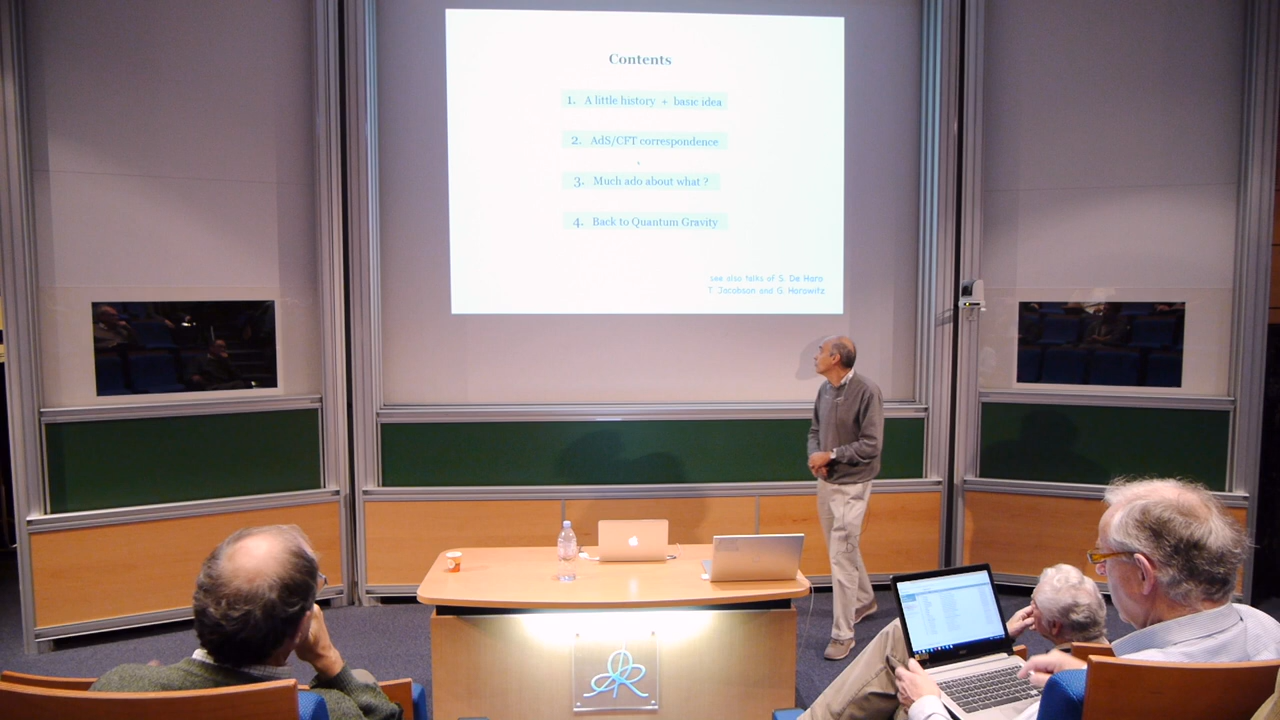 Contents
1. A little history + basic idea
2. AdS/CFT correspondence
3. Much ado about what ?
4. Back to Quantum Gravity
see also talks of S. De Haro
T. Jacobson and G. Horowitz